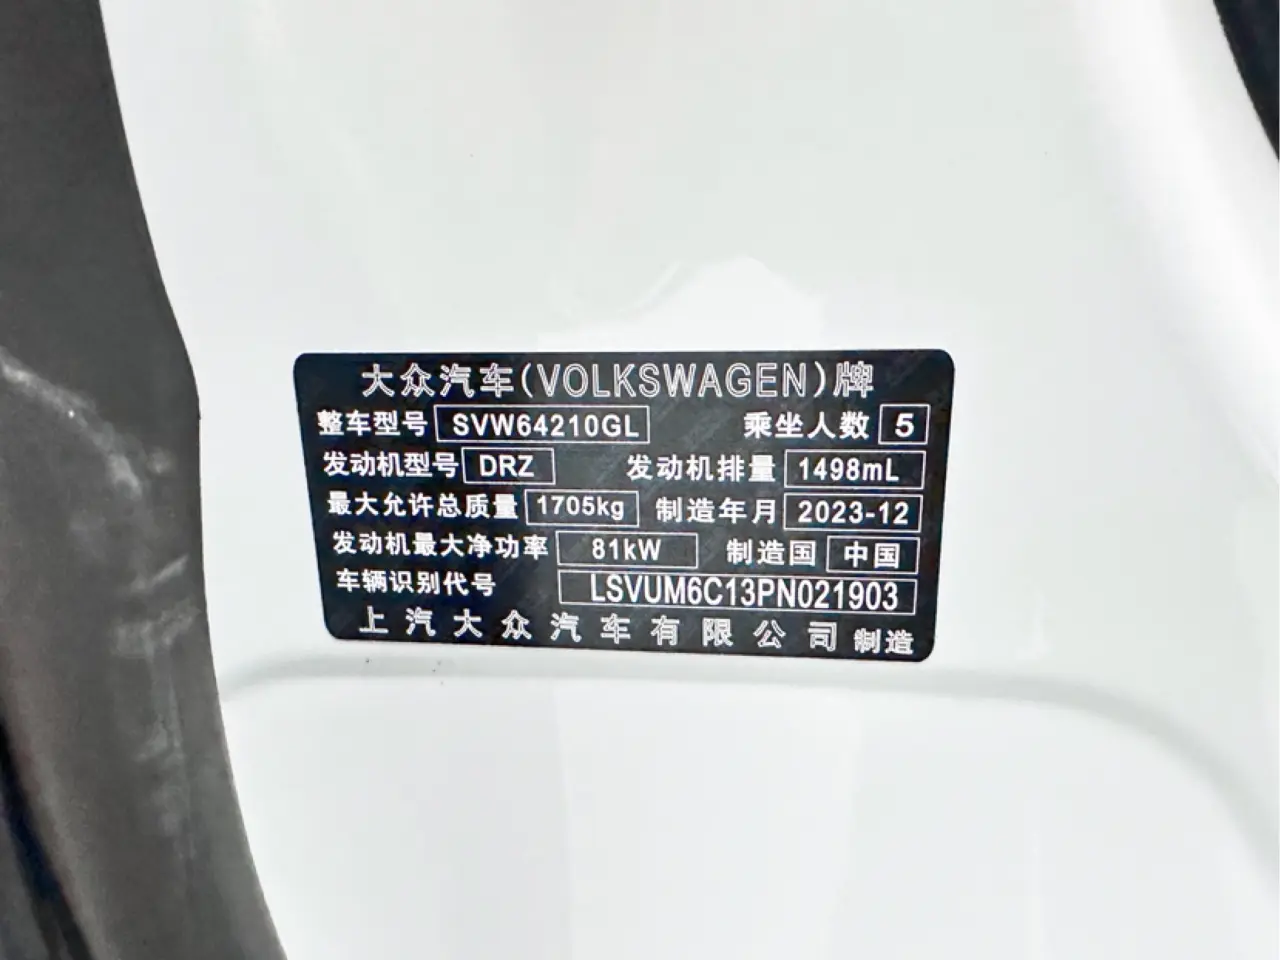 大众汽车(VOLKSWAGEN)牌
整车型号 SVW64210GL 乘坐人数 5
发动机型号 DRZ 发动机排量 1498mL
最大允许总质量 1705kg 制造年月 2023-12
发动机最大净功率 81kW 制造国 中国
车辆识别代号 LSVUM6C13PN021903
上汽大众汽车有限公司 制造